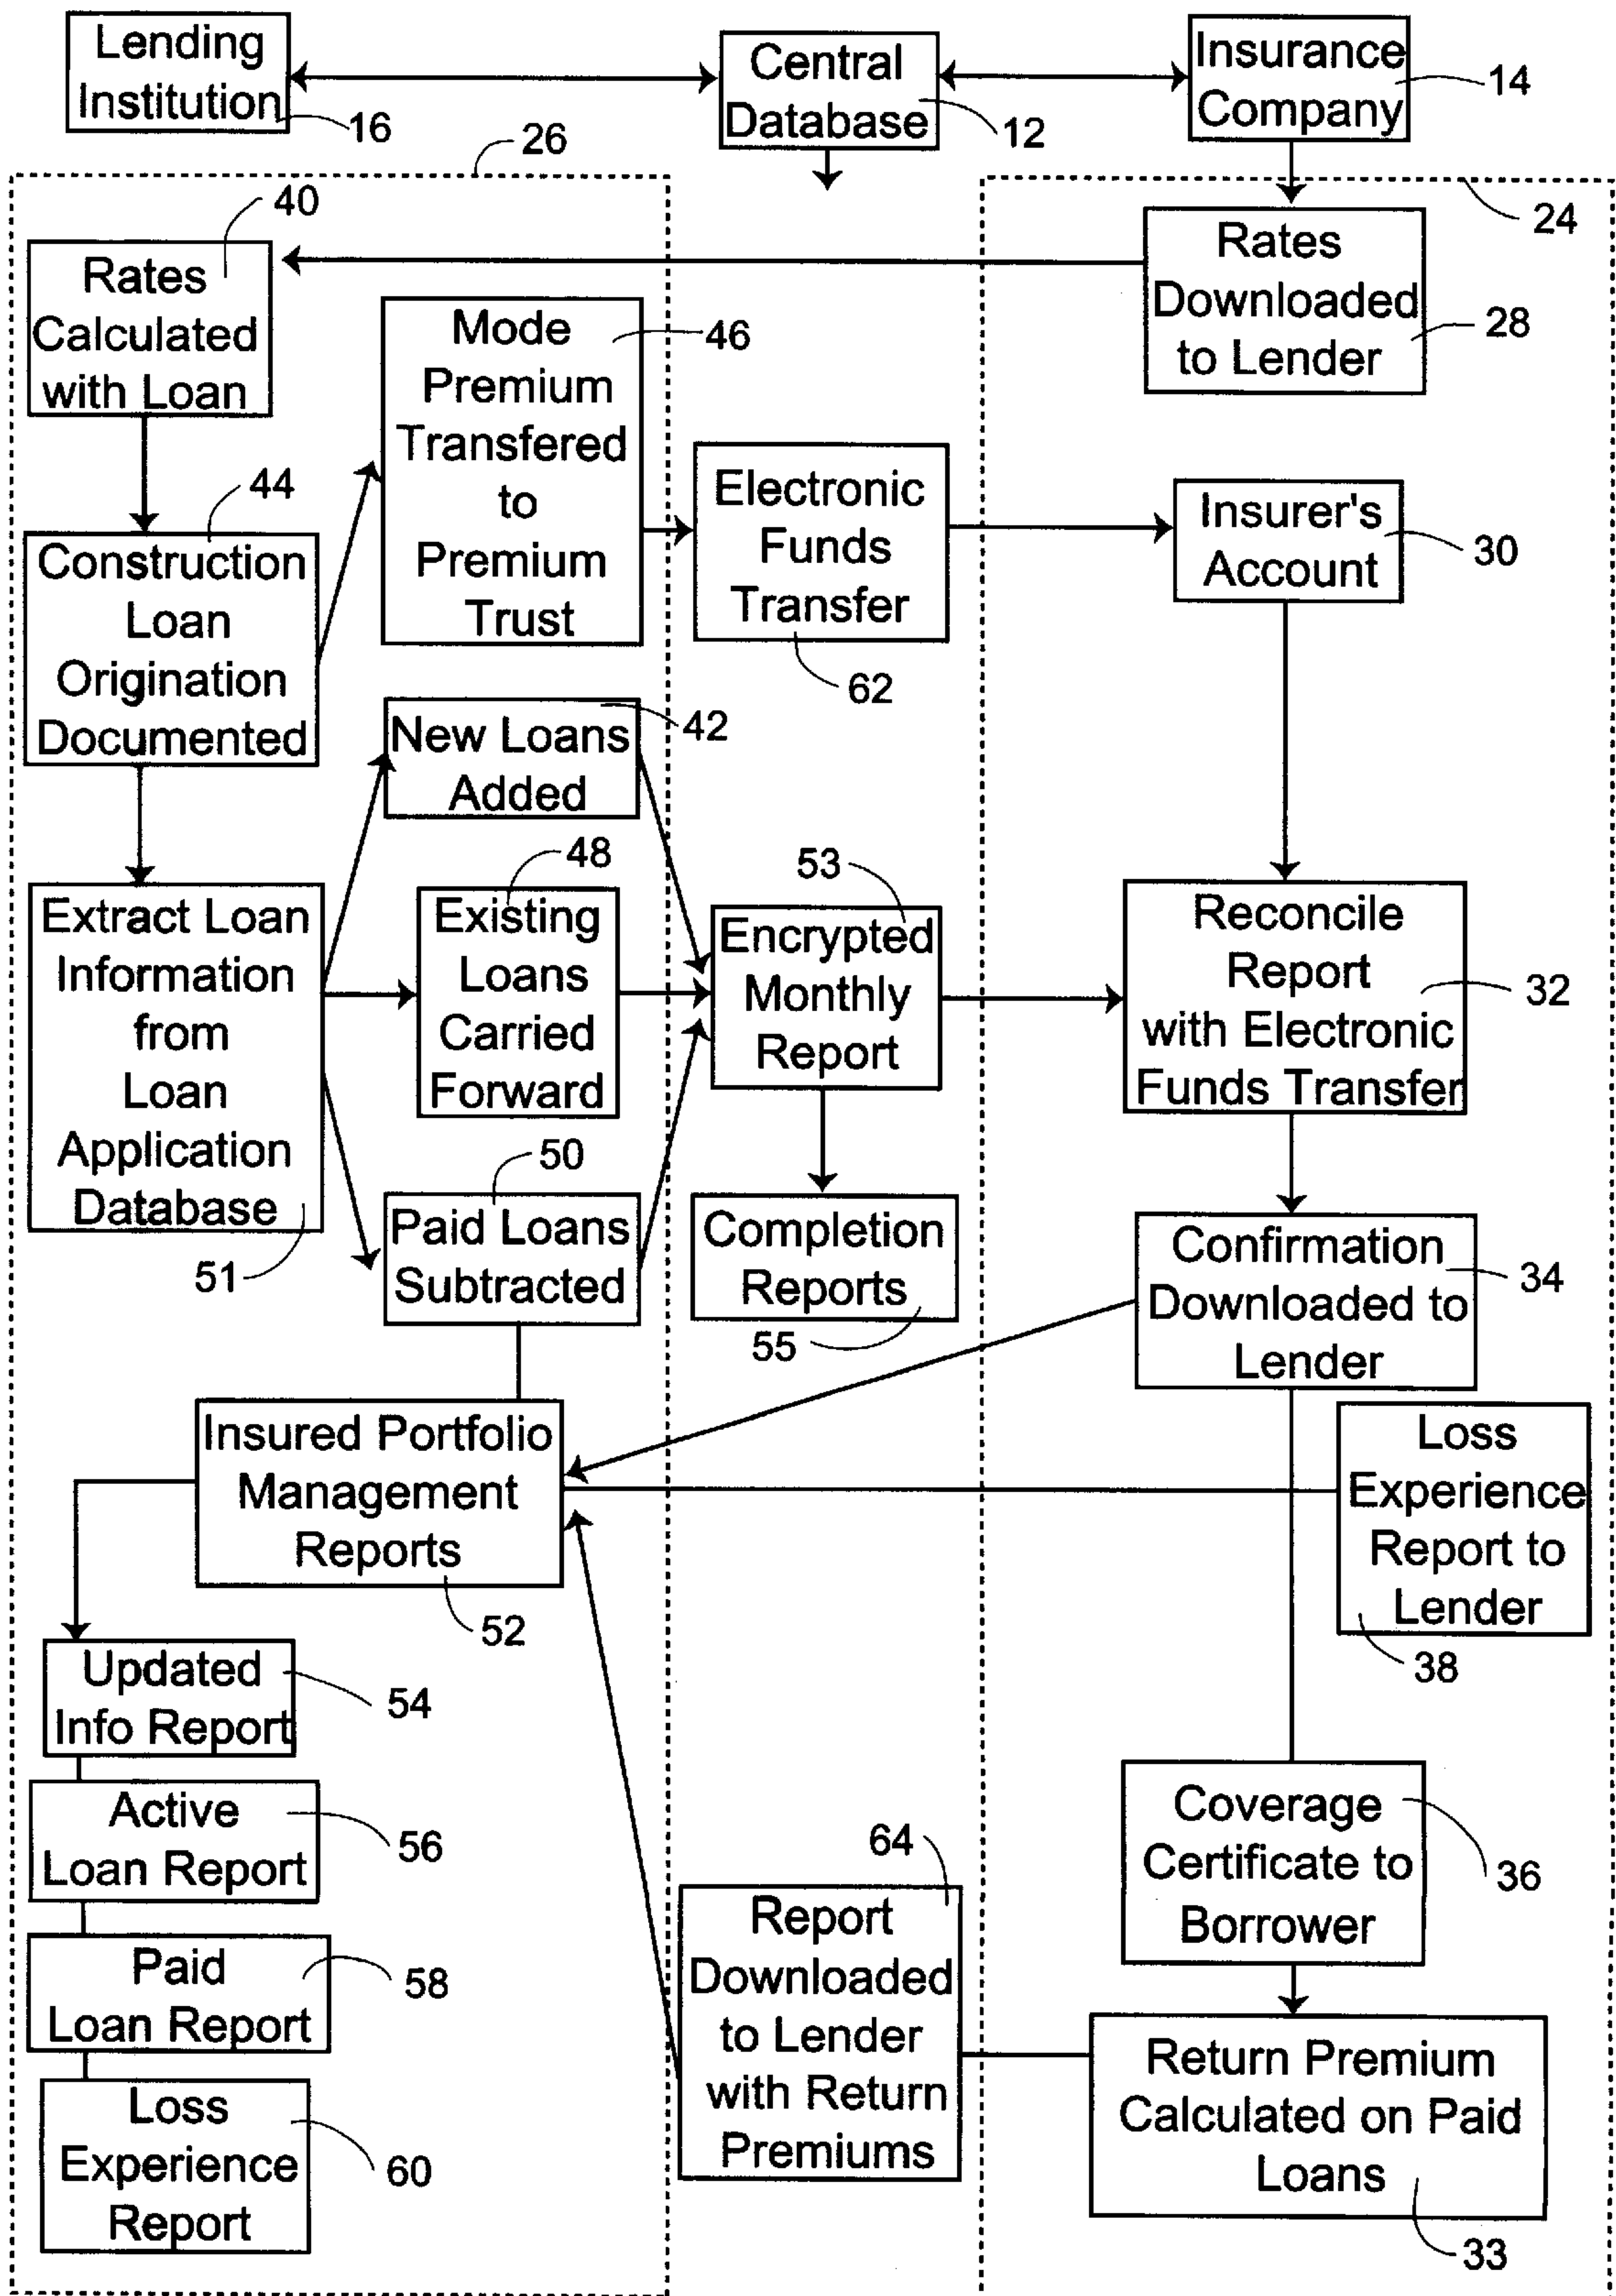 Lending
Institution
16
Central
Database
12
Insurance
Company
14
26
24
40
Rates
Calculated
with Loan
Mode
Premium
Transfered
to
Premium
Trust
46
Rates
Downloaded
to Lender
28
44
Construction
Loan
Origination
Documented
Electronic
Funds
Transfer
62
Insurer's
Account
30
New Loans
Added
42
48
Existing
Loans
Carried
Forward
53
Encrypted
Monthly
Report
Extract Loan
Information
from
Loan
Application
Database
51
Reconcile
Report
with Electronic
Funds Transfer
32
50
Paid Loans
Subtracted
Completion
Reports
55
Confirmation
Downloaded to
Lender
34
Insured Portfolio
Management
Reports
52
Loss
Experience
Report to
Lender
38
Updated
Info Report
54
Active
Loan Report
56
Paid
Loan Report
58
Loss
Experience
Report
60
64
Report
Downloaded
to Lender
with Return
Premiums
Coverage
Certificate to
Borrower
36
Return Premium
Calculated on Paid
Loans
33